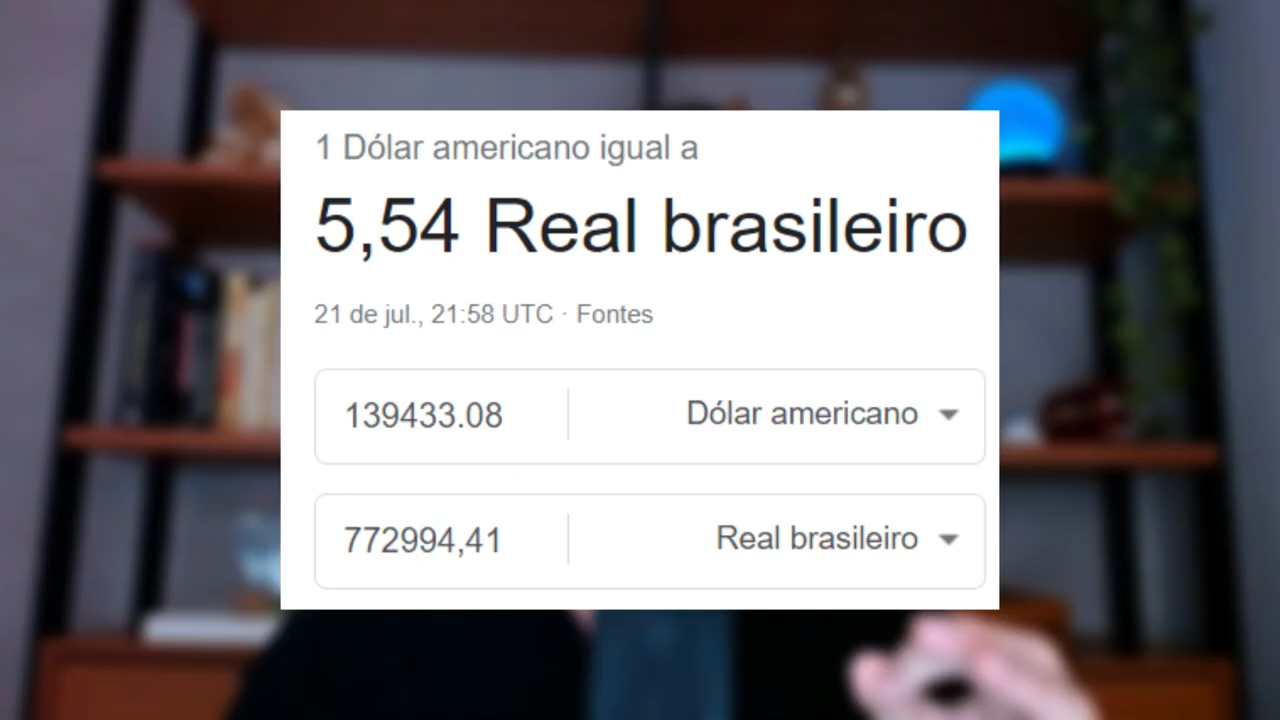 1 Dólar americano igual a
5,54 Real brasileiro
21 de jul., 21:58 UTC · Fontes
139433.08 Dólar americano
772994,41 Real brasileiro